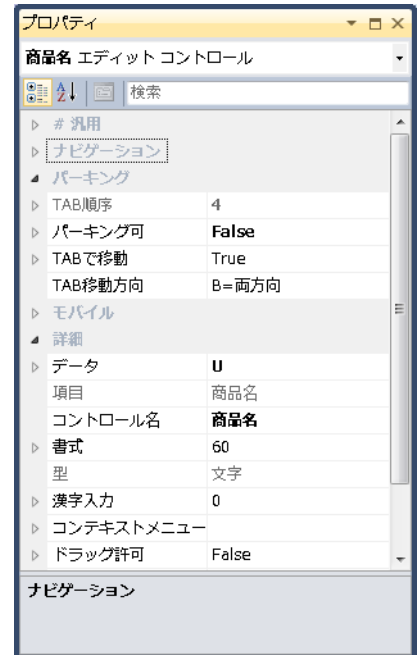 プロパティ
商品名 エディット コントロール
検索
# 汎用
ナビゲーション
パーキング
TAB順序 4
パーキング可 False
TABで移動 True
TAB移動方向 B=両方向
モバイル
詳細
データ U
項目 商品名
コントロール名 商品名
書式 60
型 文字
漢字入力 0
コンテキストメニュー
ドラッグ許可 False
ナビゲーション